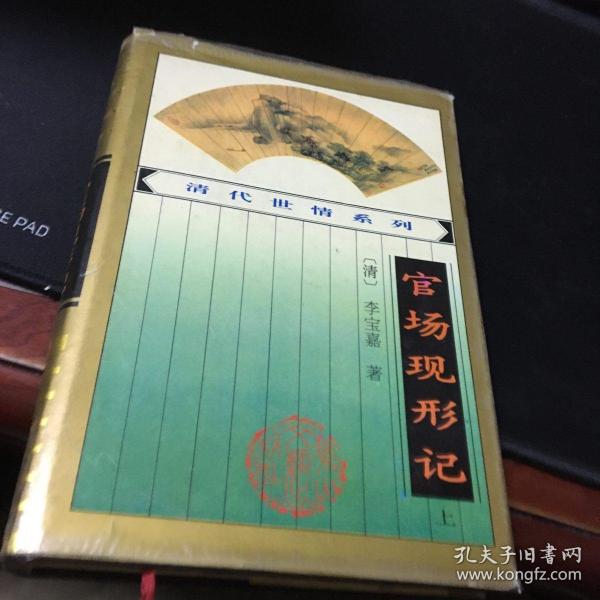 清代世情系列
官场现形记
上
〔清〕 李宝嘉 著
E PAD
孔夫子旧书网
www.kongfz.com